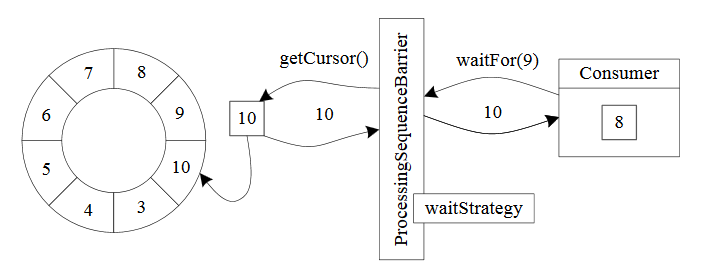 7
8
6
9
5
10
4
3
10
getCursor()
10
ProcessingSequenceBarrier
waitStrategy
waitFor(9)
10
Consumer
8